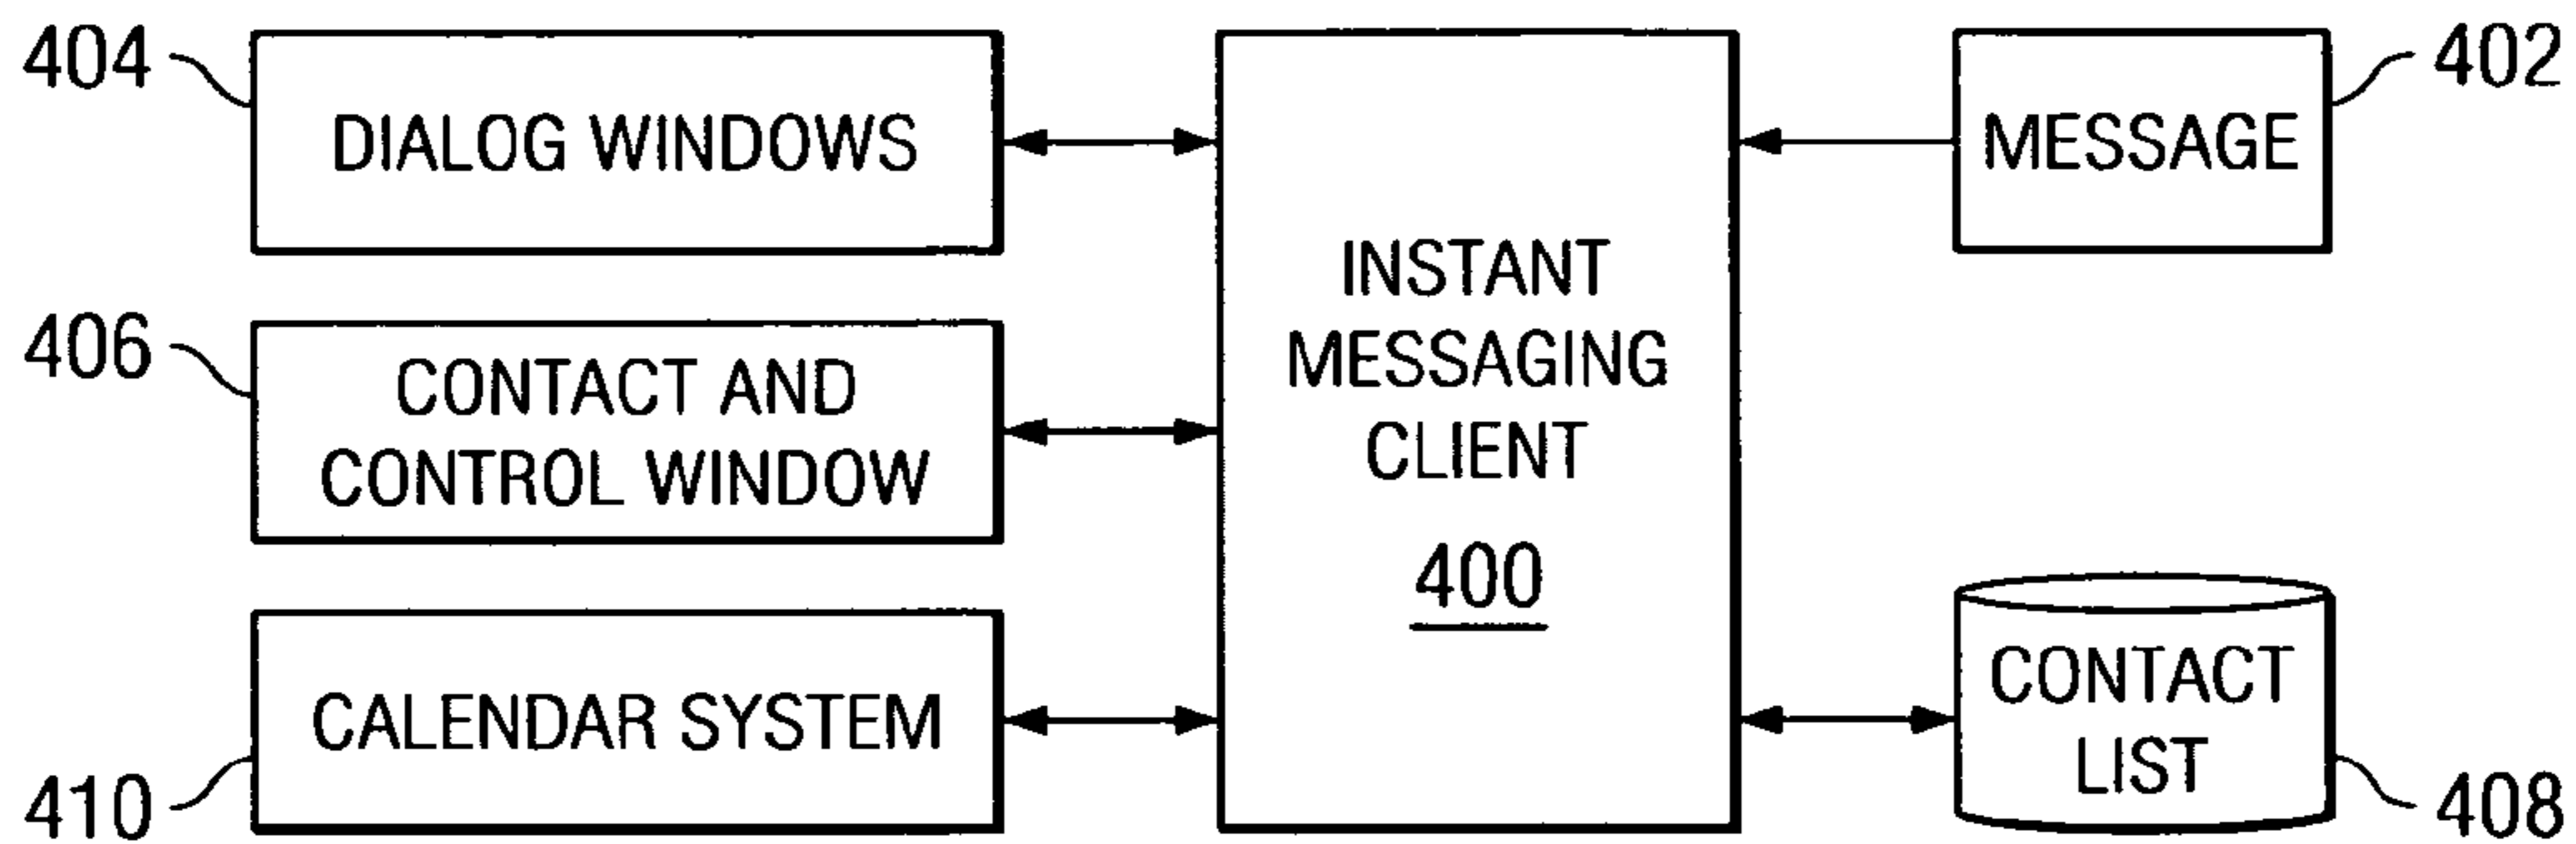 404
DIALOG WINDOWS
406
CONTACT AND
CONTROL WINDOW
CALENDAR SYSTEM
410
INSTANT
MESSAGING
CLIENT
400
MESSAGE
402
CONTACT
LIST
408